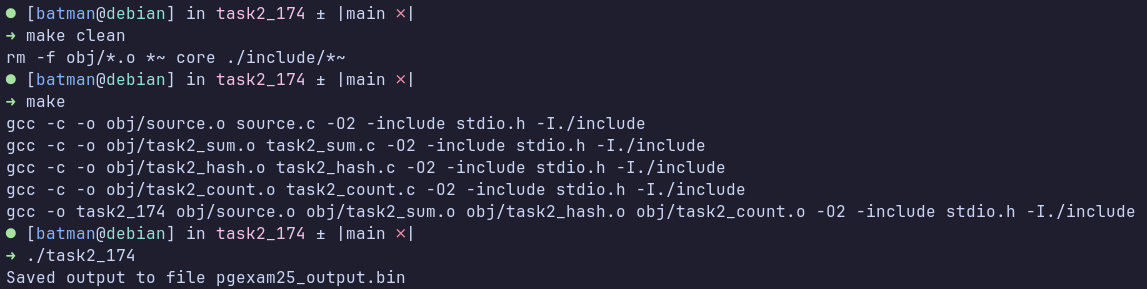 ● [batman@debian] in task2_174 ± |main ×|
→ make clean
rm -f obj/*.o *~ core ./include/*~
● [batman@debian] in task2_174 ± |main ×|
→ make
gcc -c -o obj/source.o source.c -O2 -include stdio.h -I./include
gcc -c -o obj/task2_sum.o task2_sum.c -O2 -include stdio.h -I./include
gcc -c -o obj/task2_hash.o task2_hash.c -O2 -include stdio.h -I./include
gcc -c -o obj/task2_count.o task2_count.c -O2 -include stdio.h -I./include
gcc -o task2_174 obj/source.o obj/task2_sum.o obj/task2_hash.o obj/task2_count.o -O2 -include stdio.h -I./include
● [batman@debian] in task2_174 ± |main ×|
→ ./task2_174
Saved output to file pgexam25_output.bin